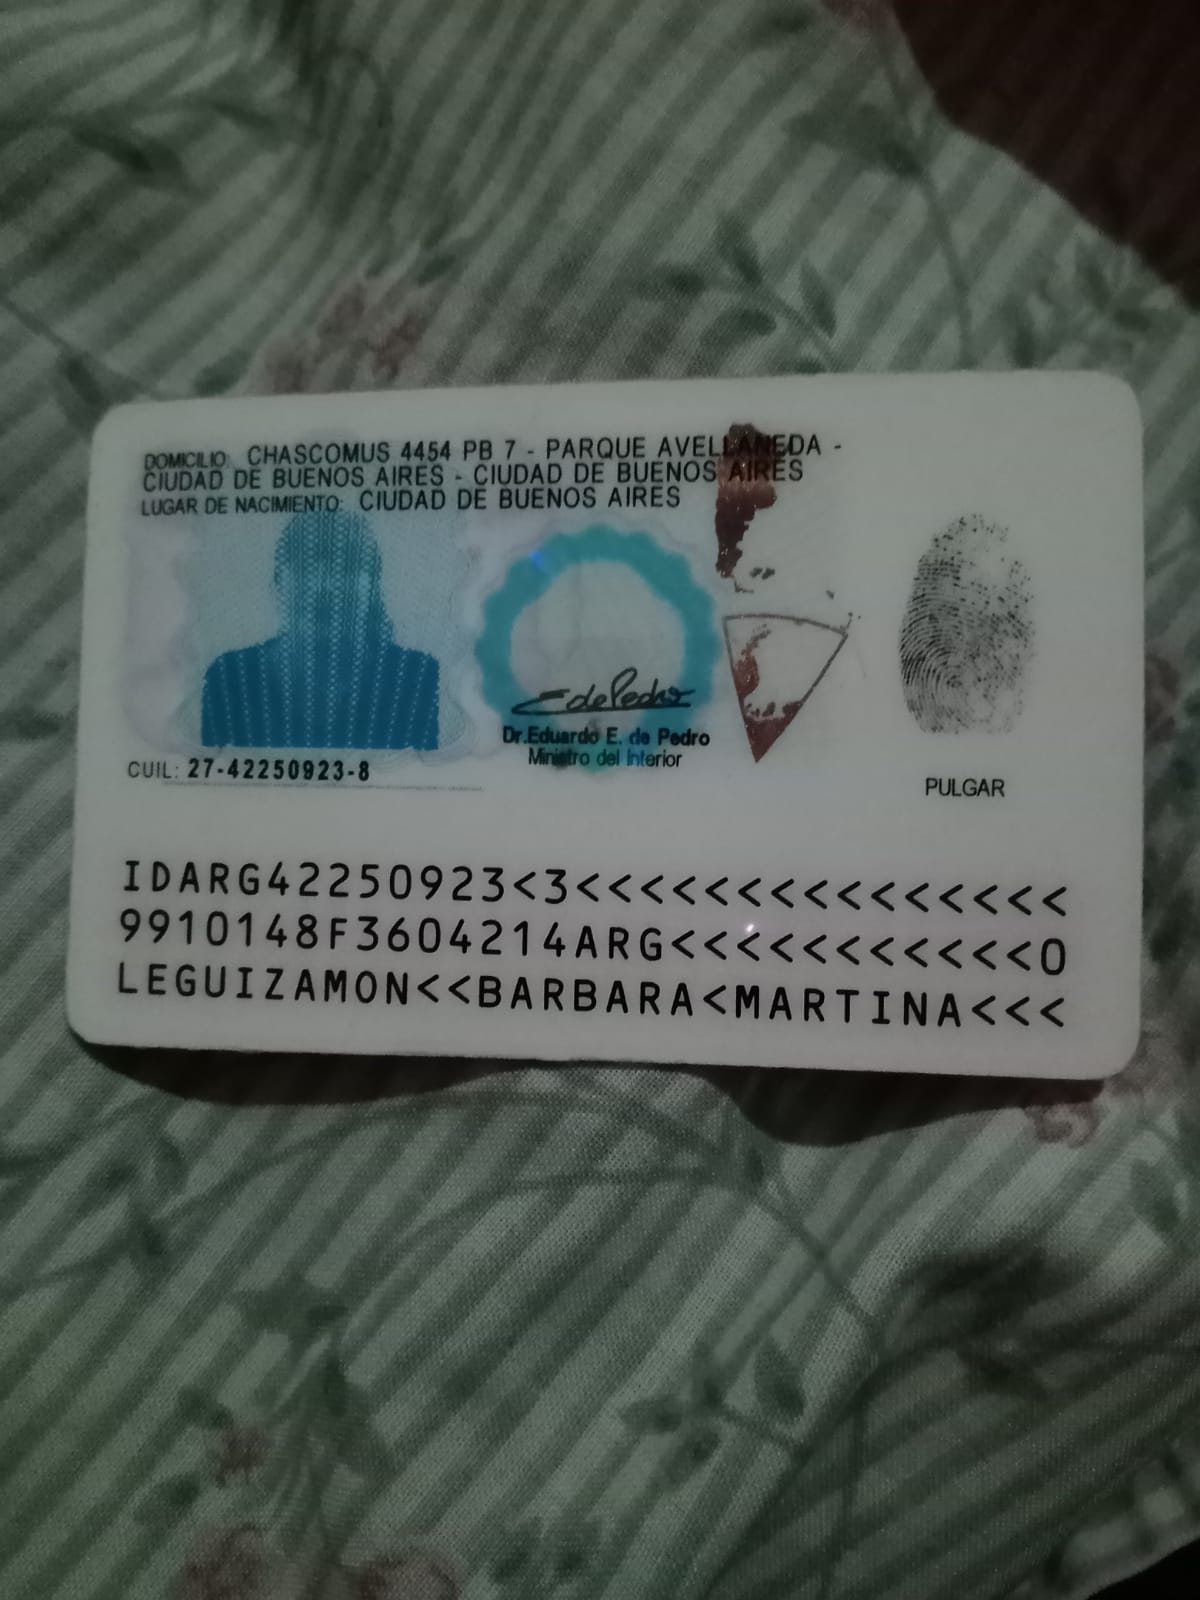 DOMICILIO: CHASCOMUS 4454 PB 7 - PARQUE AVELLANEDA -
CIUDAD DE BUENOS AIRES - CIUDAD DE BUENOS AIRES
LUGAR DE NACIMIENTO: CIUDAD DE BUENOS AIRES
E de Pedro
Dr. Eduardo E. de Pedro
Ministro del Interior
CUIL: 27-42250923-8
PULGAR
IDARG42250923<3<<<<<<<<<<<<<<<
9910148F3604214ARG<<<<<<<<<<<0
LEGUIZAMON<<BARBARA<MARTINA<<<